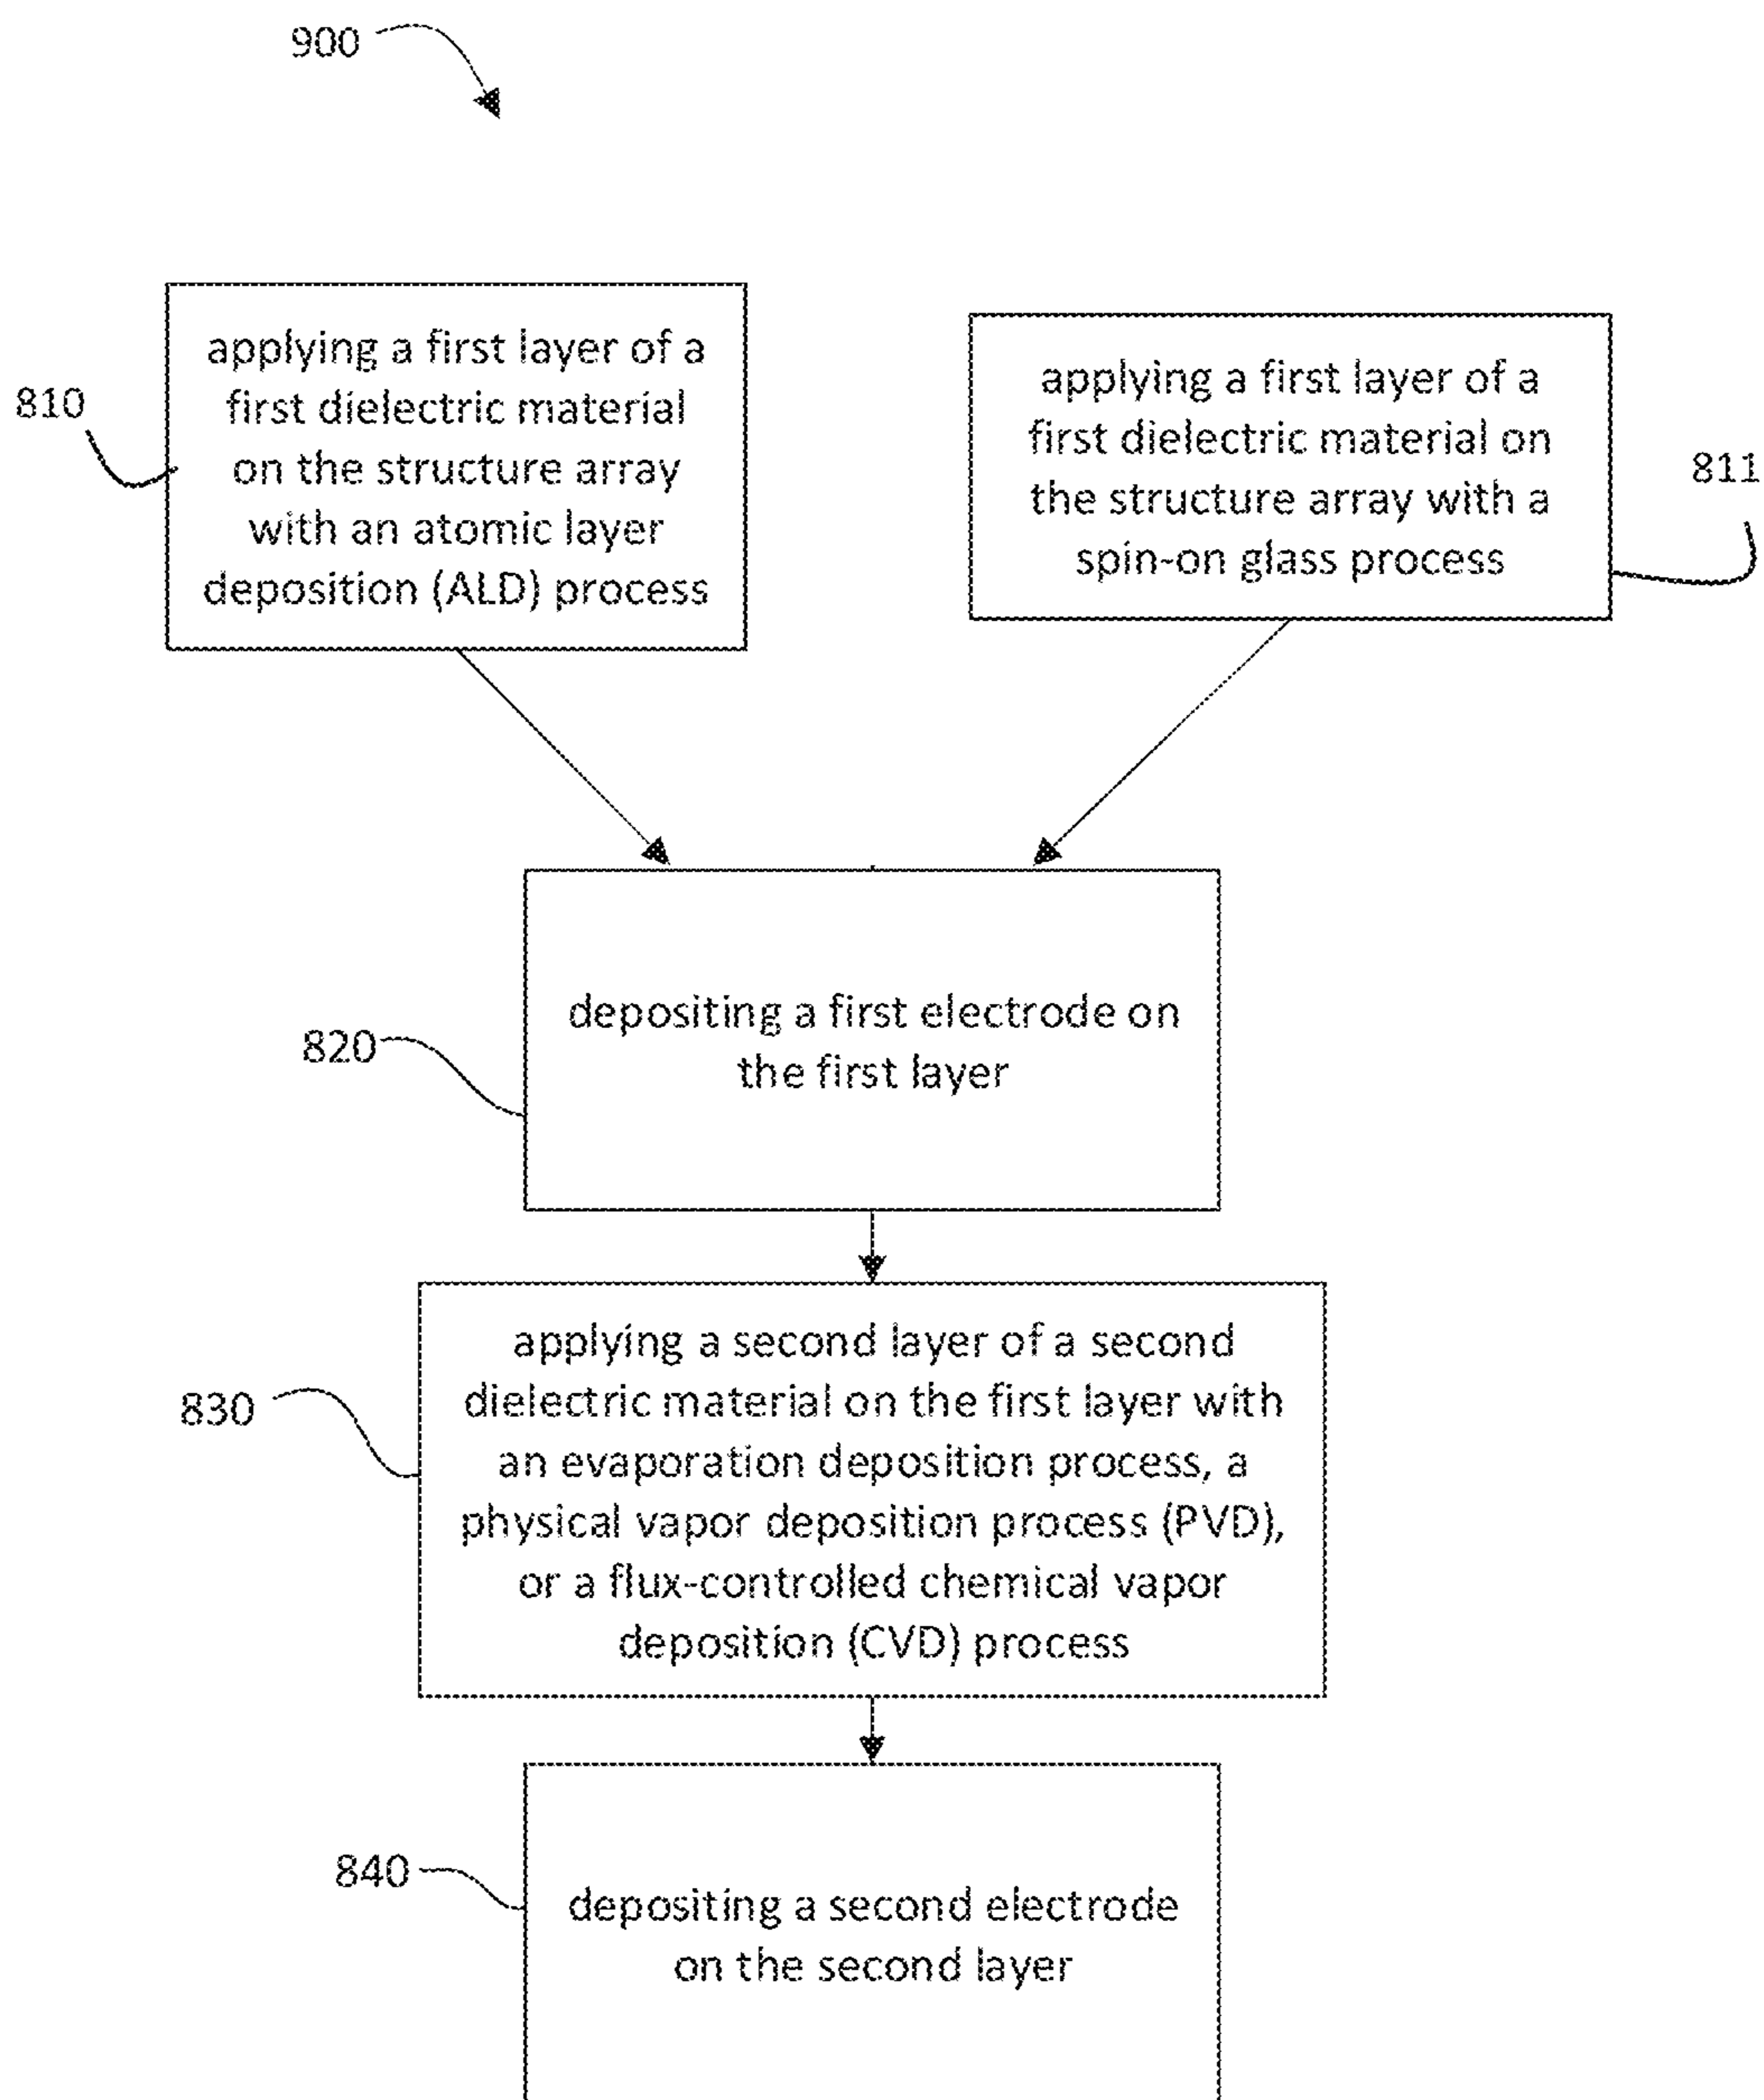 900
applying a first layer of a
first dielectric material
on the structure array
with an atomic layer
deposition (ALD) process
810
applying a first layer of a
first dielectric material on
the structure array with a
spin-on glass process
811
depositing a first electrode on
the first layer
820
applying a second layer of a second
dielectric material on the first layer with
an evaporation deposition process, a
physical vapor deposition process (PVD),
or a flux-controlled chemical vapor
deposition (CVD) process
830
depositing a second electrode
on the second layer
840